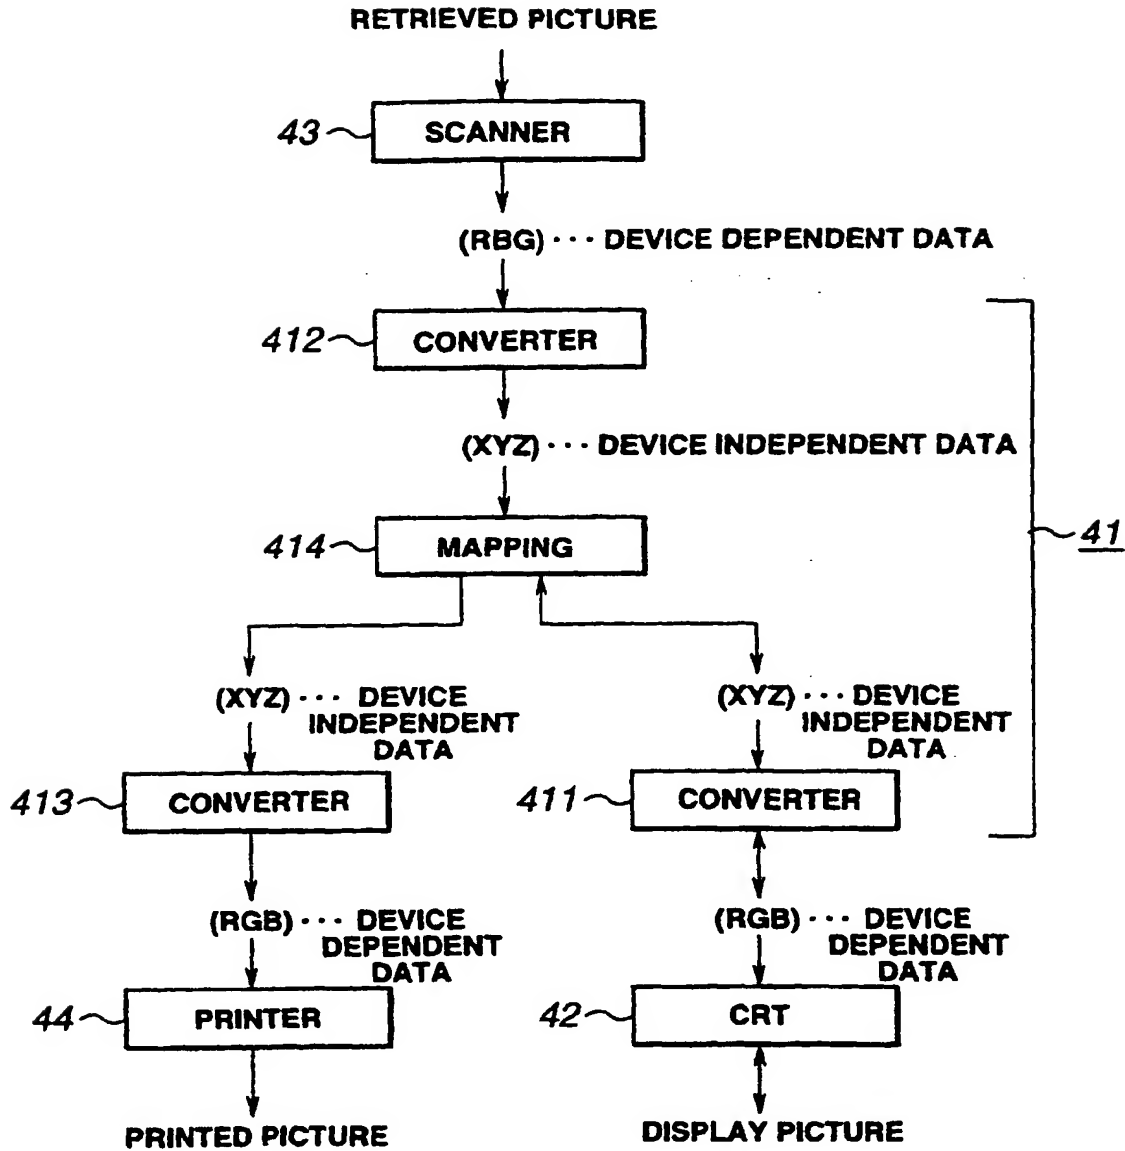 RETRIEVED PICTURE
43
SCANNER
(RBG) ··· DEVICE DEPENDENT DATA
412
CONVERTER
(XYZ) ··· DEVICE INDEPENDENT DATA
414
MAPPING
41
(XYZ) ··· DEVICE
INDEPENDENT
DATA
(XYZ) ··· DEVICE
INDEPENDENT
DATA
413
CONVERTER
411
CONVERTER
(RGB) ··· DEVICE
DEPENDENT
DATA
(RGB) ··· DEVICE
DEPENDENT
DATA
44
PRINTER
42
CRT
PRINTED PICTURE
DISPLAY PICTURE